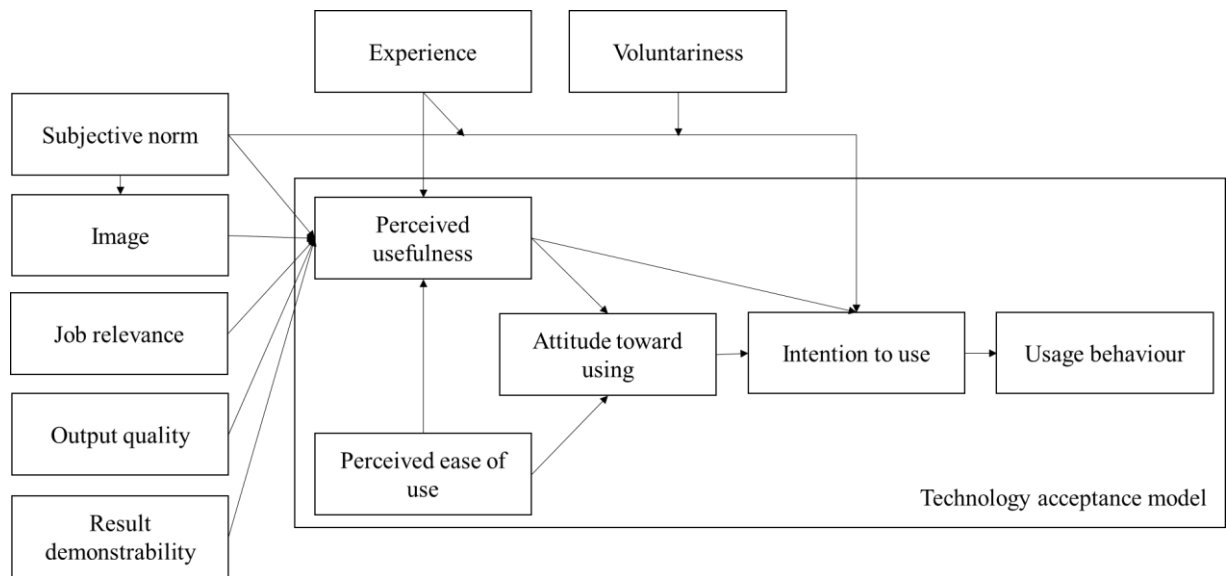 Experience
Voluntariness
Subjective norm
Image
Perceived
usefulness
Job relevance
Attitude toward
using
Intention to use
Usage behaviour
Output quality
Perceived ease of
use
Technology acceptance model
Result
demonstrability